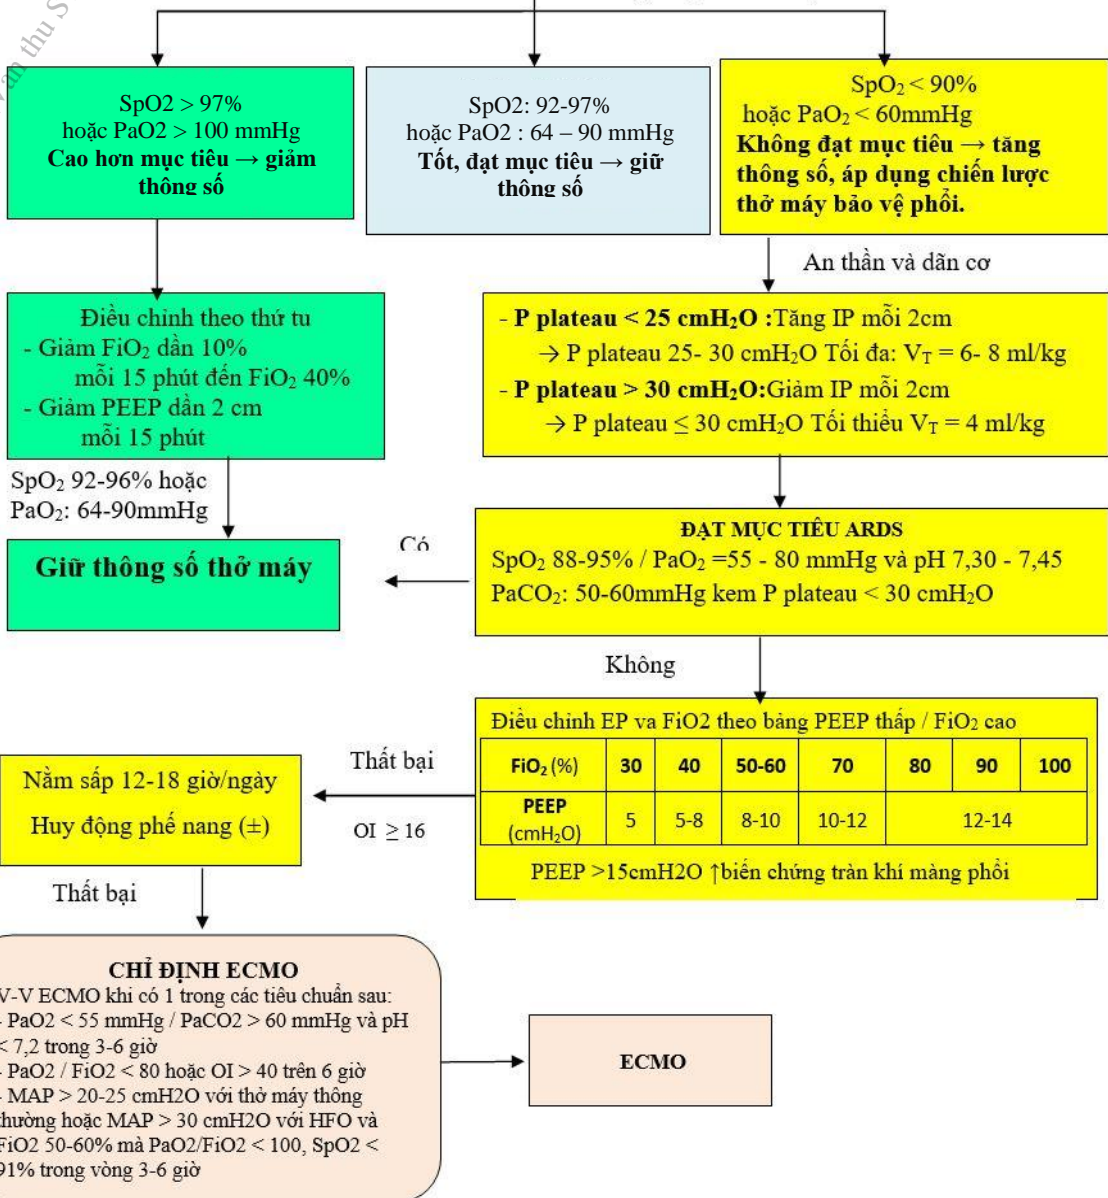 SpO2 > 97%
hoặc PaO2 > 100 mmHg
Cao hơn mục tiêu → giảm
thông số
SpO2: 92-97%
hoặc PaO2 : 64 – 90 mmHg
Tốt, đạt mục tiêu → giữ
thông số
SpO₂ < 90%
hoặc PaO₂ < 60mmHg
Không đạt mục tiêu → tăng
thông số, áp dụng chiến lược
thở máy bảo vệ phổi.
An thần và dãn cơ
Điều chỉnh theo thứ tu
- Giảm FiO₂ dần 10%
mỗi 15 phút đến FiO₂ 40%
- Giảm PEEP dần 2 cm
mỗi 15 phút
- P plateau < 25 cmH₂O :Tăng IP mỗi 2cm
→ P plateau 25- 30 cmH₂O Tối đa: V_T = 6- 8 ml/kg
- P plateau > 30 cmH₂O:Giảm IP mỗi 2cm
→ P plateau ≤ 30 cmH₂O Tối thiểu V_T = 4 ml/kg
SpO₂ 92-96% hoặc
PaO₂: 64-90mmHg
Giữ thông số thở máy
Có
ĐẠT MỤC TIÊU ARDS
SpO₂ 88-95% / PaO₂ =55 - 80 mmHg và pH 7,30 - 7,45
PaCO₂: 50-60mmHg kem P plateau < 30 cmH₂O
Không
Điều chỉnh EP va FiO2 theo bảng PEEP thấp / FiO₂ cao
FiO₂ (%) 30 40 50-60 70 80 90 100
PEEP
(cmH₂O) 5 5-8 8-10 10-12 12-14
PEEP >15cmH2O ↑biến chứng tràn khí màng phổi
Thất bại
OI ≥ 16
Nằm sấp 12-18 giờ/ngày
Huy động phế nang (±)
Thất bại
CHỈ ĐỊNH ECMO
V-V ECMO khi có 1 trong các tiêu chuẩn sau:
- PaO2 < 55 mmHg / PaCO2 > 60 mmHg và pH
< 7,2 trong 3-6 giờ
- PaO2 / FiO2 < 80 hoặc OI > 40 trên 6 giờ
- MAP > 20-25 cmH2O với thở máy thông
thường hoặc MAP > 30 cmH2O với HFO và
FiO2 50-60% mà PaO2/FiO2 < 100, SpO2 <
91% trong vòng 3-6 giờ
ECMO